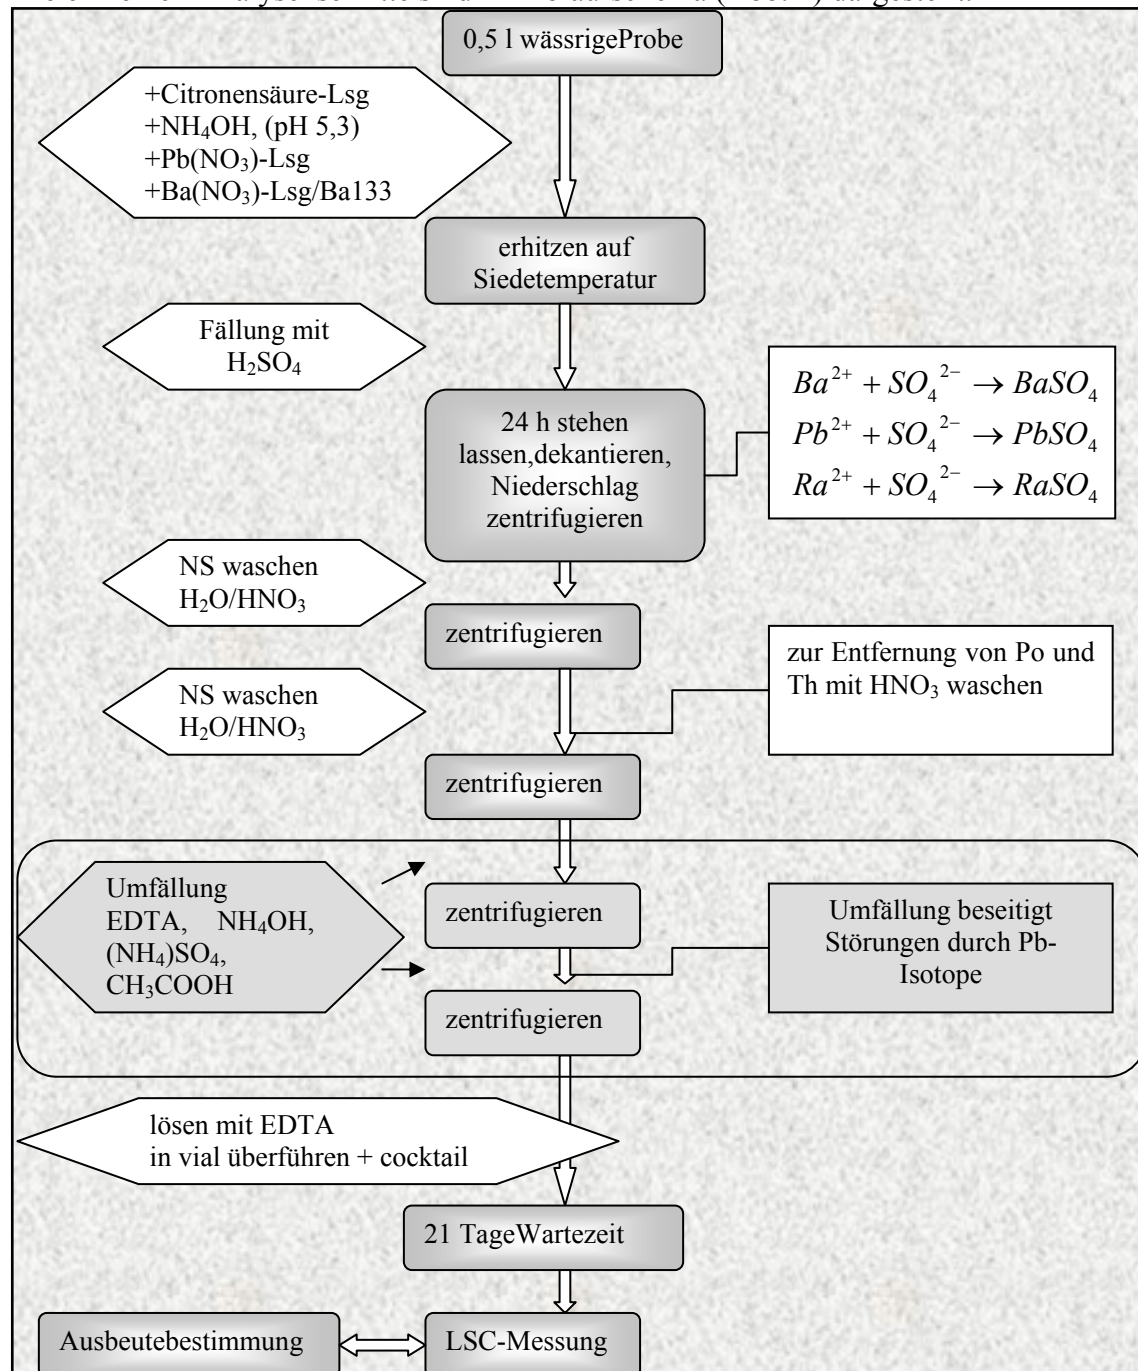 0,5 l wässrigeProbe
+Citronensäure-Lsg
+NH₄OH, (pH 5,3)
+Pb(NO₃)-Lsg
+Ba(NO₃)-Lsg/Ba133
erhitzen auf
Siedetemperatur
Fällung mit
H₂SO₄
24 h stehen
lassen,dekantieren,
Niederschlag
zentrifugieren
Ba²⁺ + SO₄²⁻ → BaSO₄
Pb²⁺ + SO₄²⁻ → PbSO₄
Ra²⁺ + SO₄²⁻ → RaSO₄
NS waschen
H₂O/HNO₃
zentrifugieren
zur Entfernung von Po und
Th mit HNO₃ waschen
NS waschen
H₂O/HNO₃
zentrifugieren
Umfällung
EDTA, NH₄OH,
(NH₄)SO₄,
CH₃COOH
zentrifugieren
Umfällung beseitigt
Störungen durch Pb-
Isotope
zentrifugieren
lösen mit EDTA
in vial überführen + cocktail
21 TageWartezeit
Ausbeutebestimmung
LSC-Messung